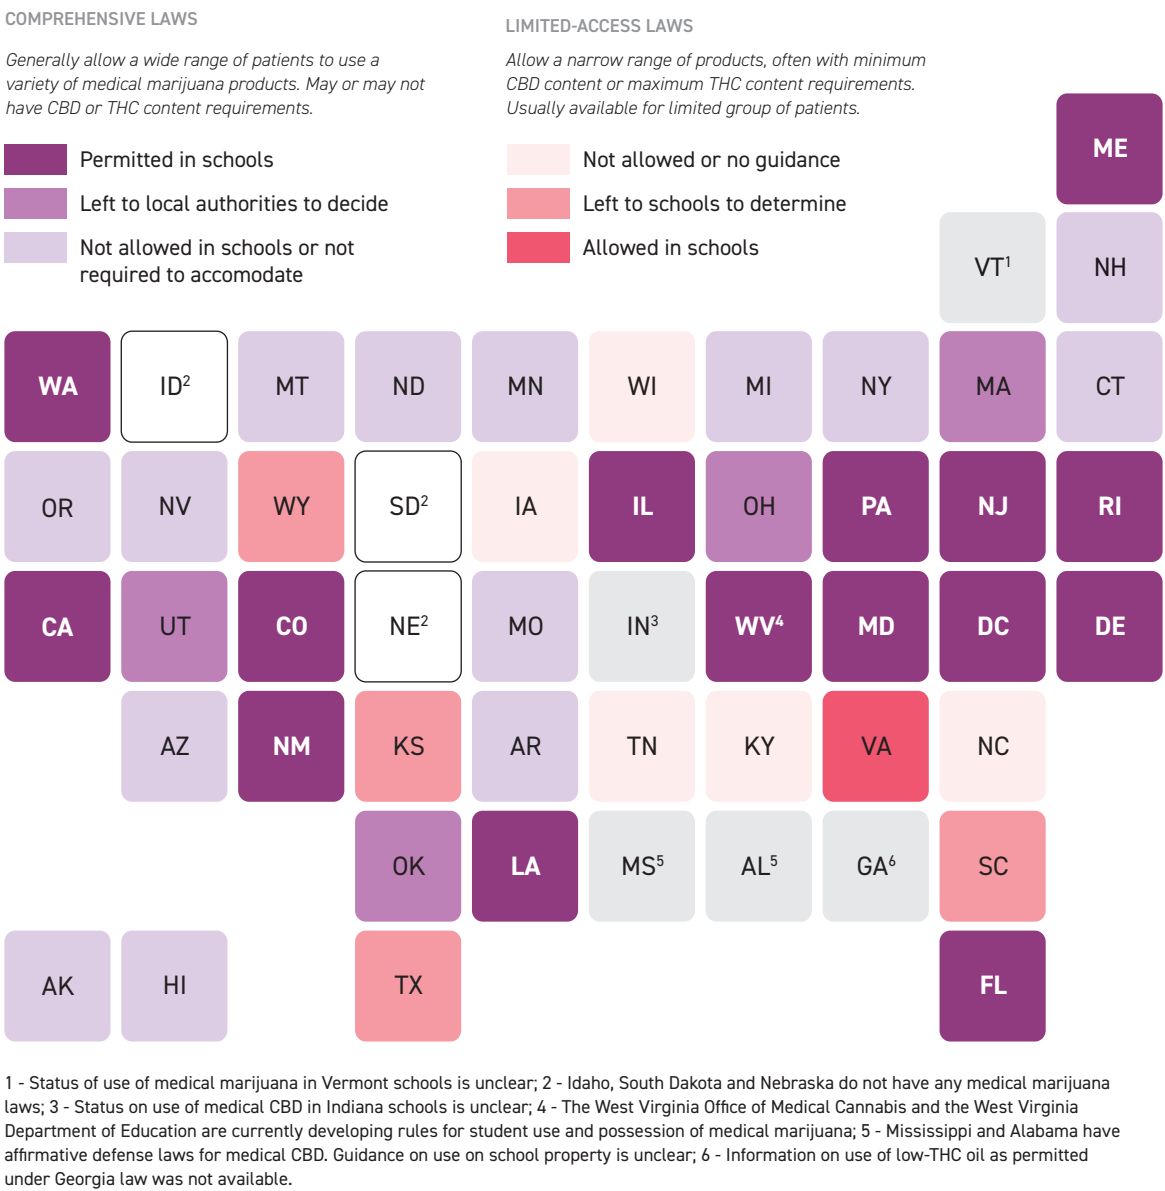 COMPREHENSIVE LAWS
Generally allow a wide range of patients to use a
variety of medical marijuana products. May or may not
have CBD or THC content requirements.
Permitted in schools
Left to local authorities to decide
Not allowed in schools or not
required to accomodate
LIMITED-ACCESS LAWS
Allow a narrow range of products, often with minimum
CBD content or maximum THC content requirements.
Usually available for limited group of patients.
Not allowed or no guidance
Left to schools to determine
Allowed in schools
ME
VT1 NH
WA ID2 MT ND MN WI MI NY MA CT
OR NV WY SD2 IA IL OH PA NJ RI
CA UT CO NE2 MO IN3 WV4 MD DC DE
AZ NM KS AR TN KY VA NC
OK LA MS5 AL5 GA6 SC
AK HI TX FL
1 - Status of use of medical marijuana in Vermont schools is unclear; 2 - Idaho, South Dakota and Nebraska do not have any medical marijuana
laws; 3 - Status on use of medical CBD in Indiana schools is unclear; 4 - The West Virginia Office of Medical Cannabis and the West Virginia
Department of Education are currently developing rules for student use and possession of medical marijuana; 5 - Mississippi and Alabama have
affirmative defense laws for medical CBD. Guidance on use on school property is unclear; 6 - Information on use of low-THC oil as permitted
under Georgia law was not available.